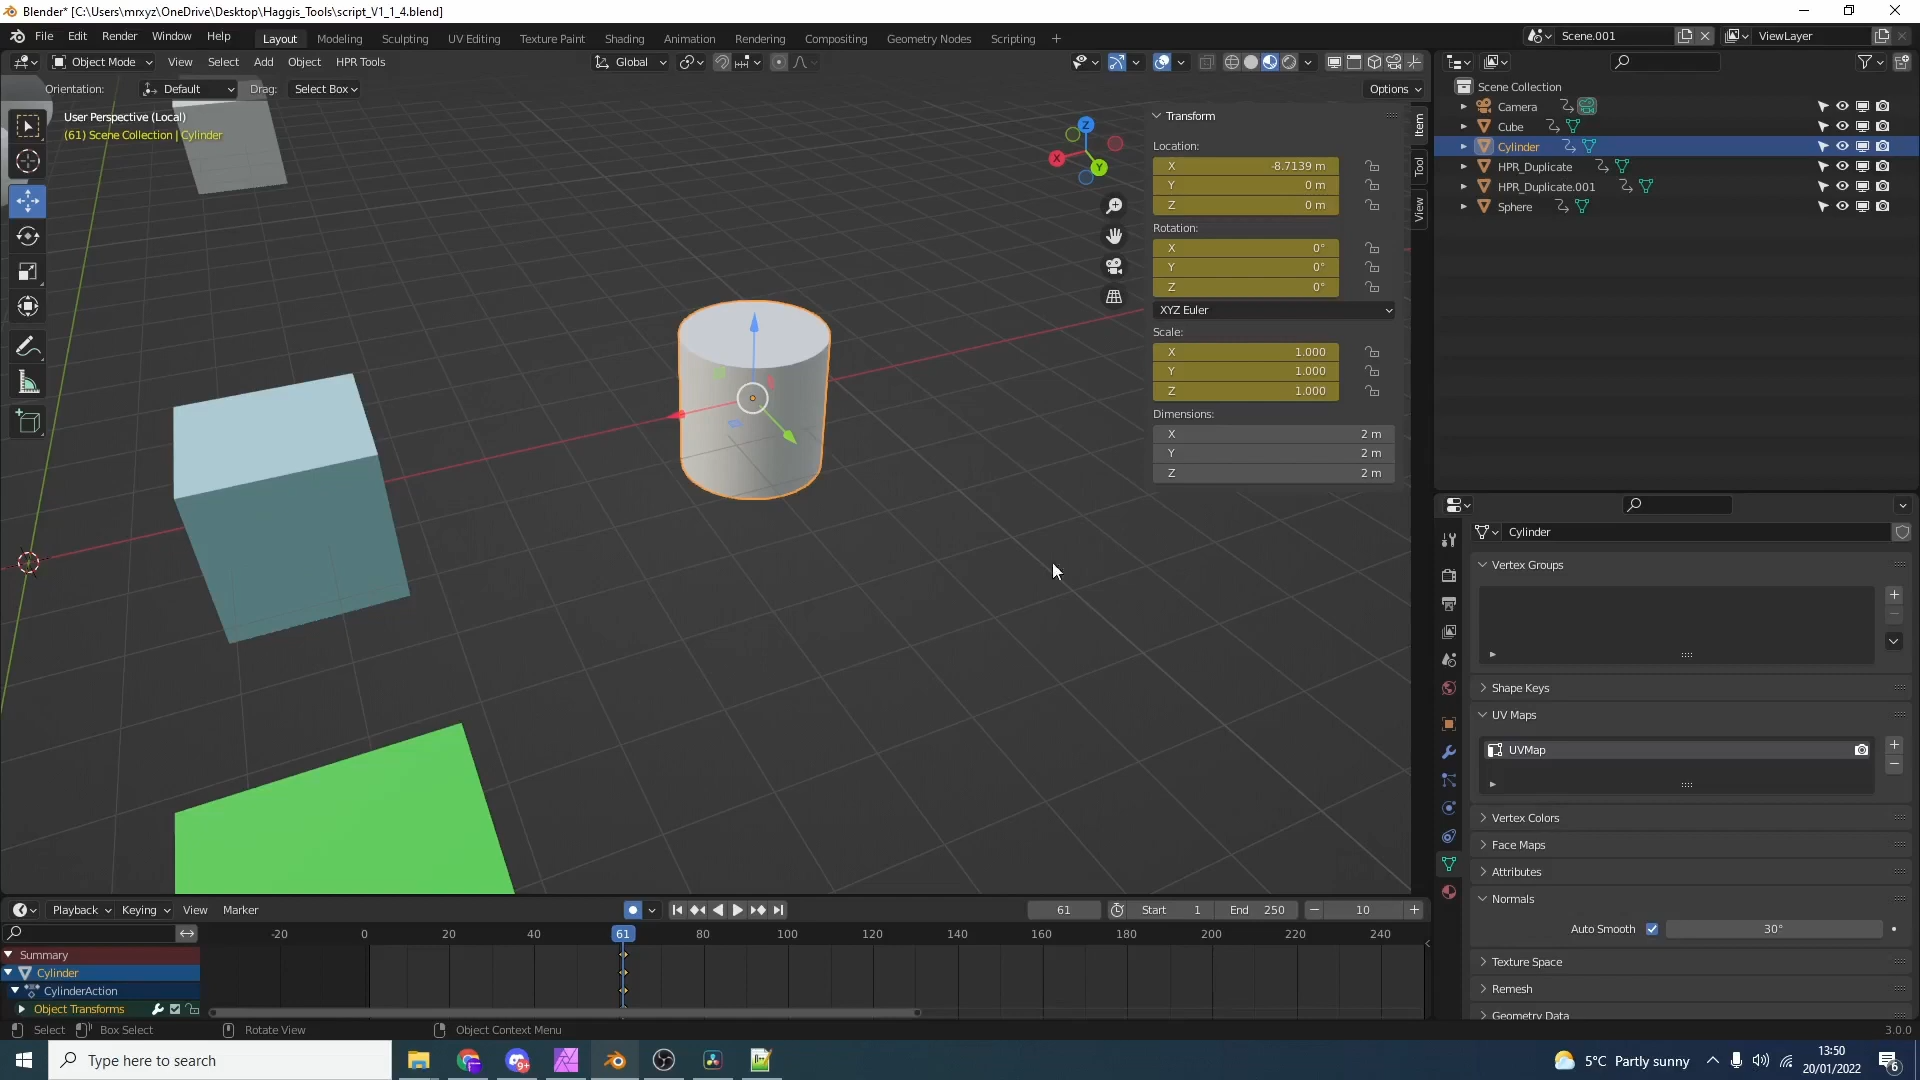 Blender* [C:\Users\mrxyz\OneDrive\Desktop\Haggis_Tools\script_V1_1_4.blend]
File Edit Render Window Help
Layout Modeling Sculpting UV Editing Texture Paint Shading Animation Rendering Compositing Geometry Nodes Scripting +
Scene.001 ViewLayer
Object Mode View Select Add Object HPR Tools Global
Orientation: Default Drag: Select Box Options
User Perspective (Local)
(61) Scene Collection | Cylinder
Z
X
Y
Transform
Location:
X -8.7139 m
Y 0 m
Z 0 m
Rotation:
X 0°
Y 0°
Z 0°
XYZ Euler
Scale:
X 1.000
Y 1.000
Z 1.000
Dimensions:
X 2 m
Y 2 m
Z 2 m
Item
Tool
View
Scene Collection
Camera
Cube
Cylinder
HPR_Duplicate
HPR_Duplicate.001
Sphere
Cylinder
Vertex Groups
Shape Keys
UV Maps
UVMap
Vertex Colors
Face Maps
Attributes
Normals
Auto Smooth 30°
Texture Space
Remesh
Geometry Data
Playback Keying View Marker
61 Start 1 End 250 10
-20 0 20 40 61 80 100 120 140 160 180 200 220 240
Summary
Cylinder
CylinderAction
Object Transforms
Select Box Select Rotate View Object Context Menu 3.0.0
Type here to search
9+
5°C Partly sunny
13:50
20/01/2022
6